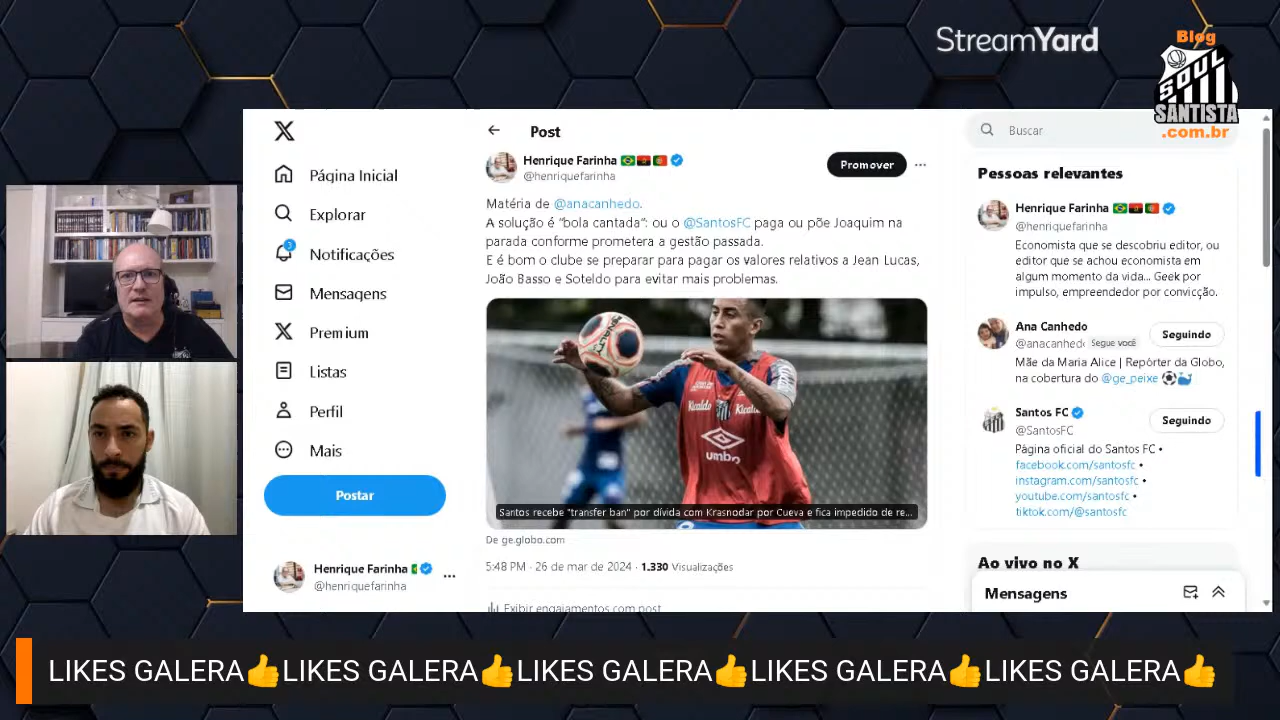 StreamYard
Blog
SOUL
SANTISTA
.com.br
Página Inicial
Explorar
3
Notificações
Mensagens
Premium
Listas
Perfil
Mais
Postar
Henrique Farinha
@henriquefarinha
Post
Henrique Farinha
@henriquefarinha
Promover
Matéria de @anacanhedo.
A solução é "bola cantada": ou o @SantosFC paga ou põe Joaquim na
parada conforme prometera a gestão passada.
E é bom o clube se preparar para pagar os valores relativos a Jean Lucas,
João Basso e Soteldo para evitar mais problemas.
Kicaldo
umbro
Santos recebe "transfer ban" por dívida com Krasnodar por Cueva e fica impedido de re...
De ge.globo.com
5:48 PM · 26 de mar de 2024 · 1.330 Visualizações
Exibir engajamentos com post
Buscar
Pessoas relevantes
Henrique Farinha
@henriquefarinha
Economista que se descobriu editor, ou
editor que se achou economista em
algum momento da vida... Geek por
impulso, empreendedor por convicção.
Ana Canhedo
@anacanhedo Segue você
Seguindo
Mãe da Maria Alice | Repórter da Globo,
na cobertura do @ge_peixe
Santos FC
@SantosFC
Seguindo
Página oficial do Santos FC •
facebook.com/santosfc •
instagram.com/santosfc •
youtube.com/santosfc •
tiktok.com/@santosfc
Ao vivo no X
Mensagens
LIKES GALERA👍LIKES GALERA👍LIKES GALERA👍LIKES GALERA👍LIKES GALERA👍